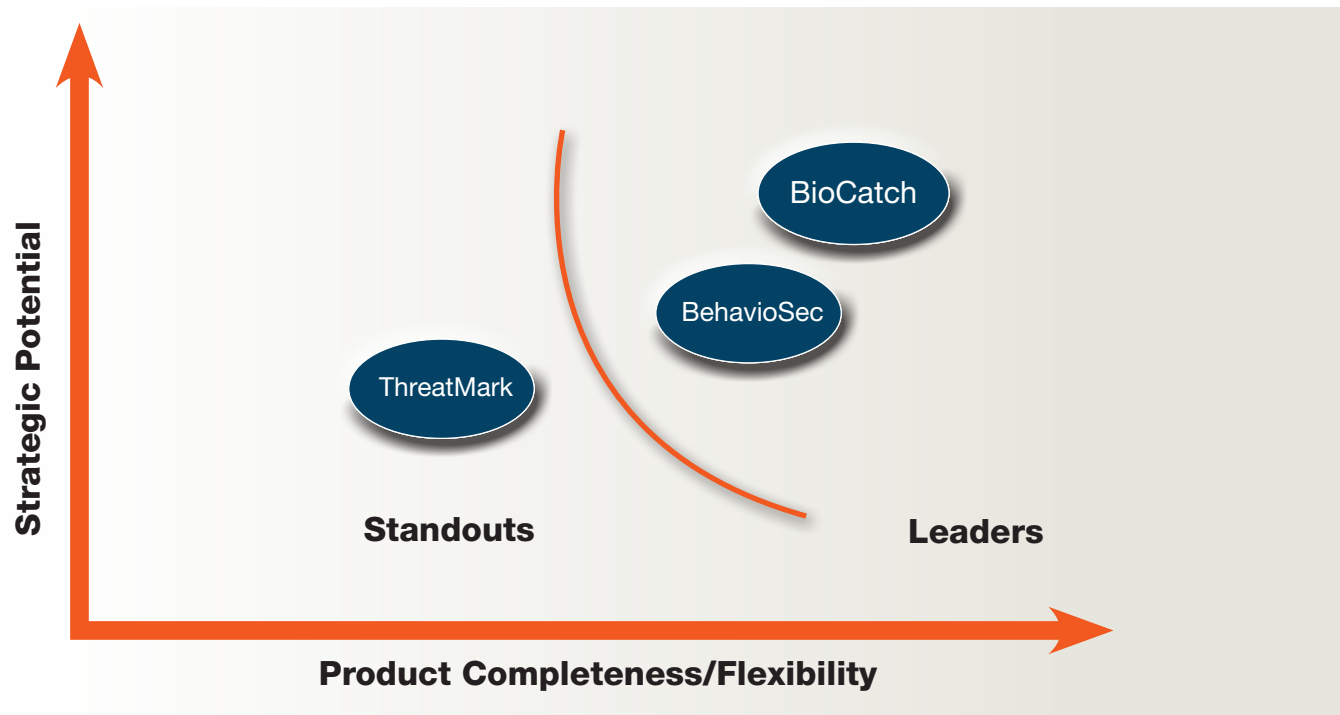 BioCatch
BehavioSec
ThreatMark
Strategic Potential
Standouts
Leaders
Product Completeness/Flexibility